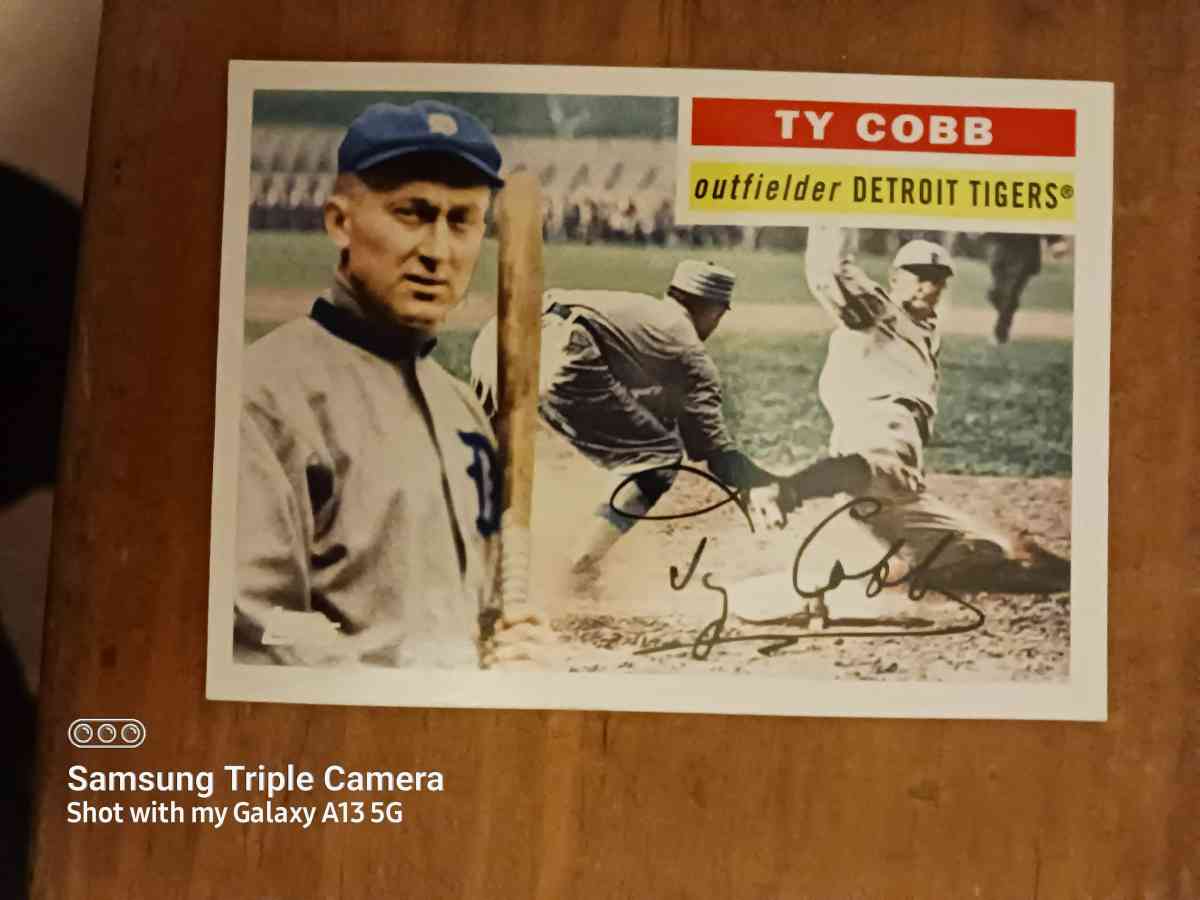 TY COBB
outfielder DETROIT TIGERS®
Ty Cobb
Samsung Triple Camera
Shot with my Galaxy A13 5G